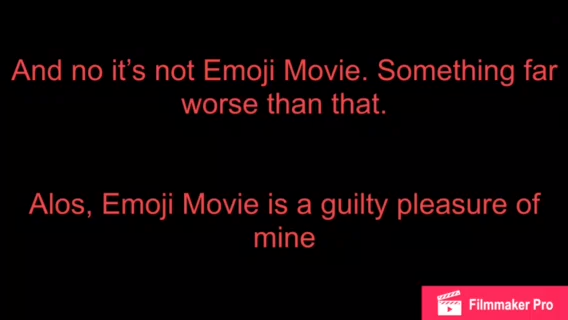 And no it's not Emoji Movie. Something far
worse than that.
Alos, Emoji Movie is a guilty pleasure of
mine
Filmmaker Pro